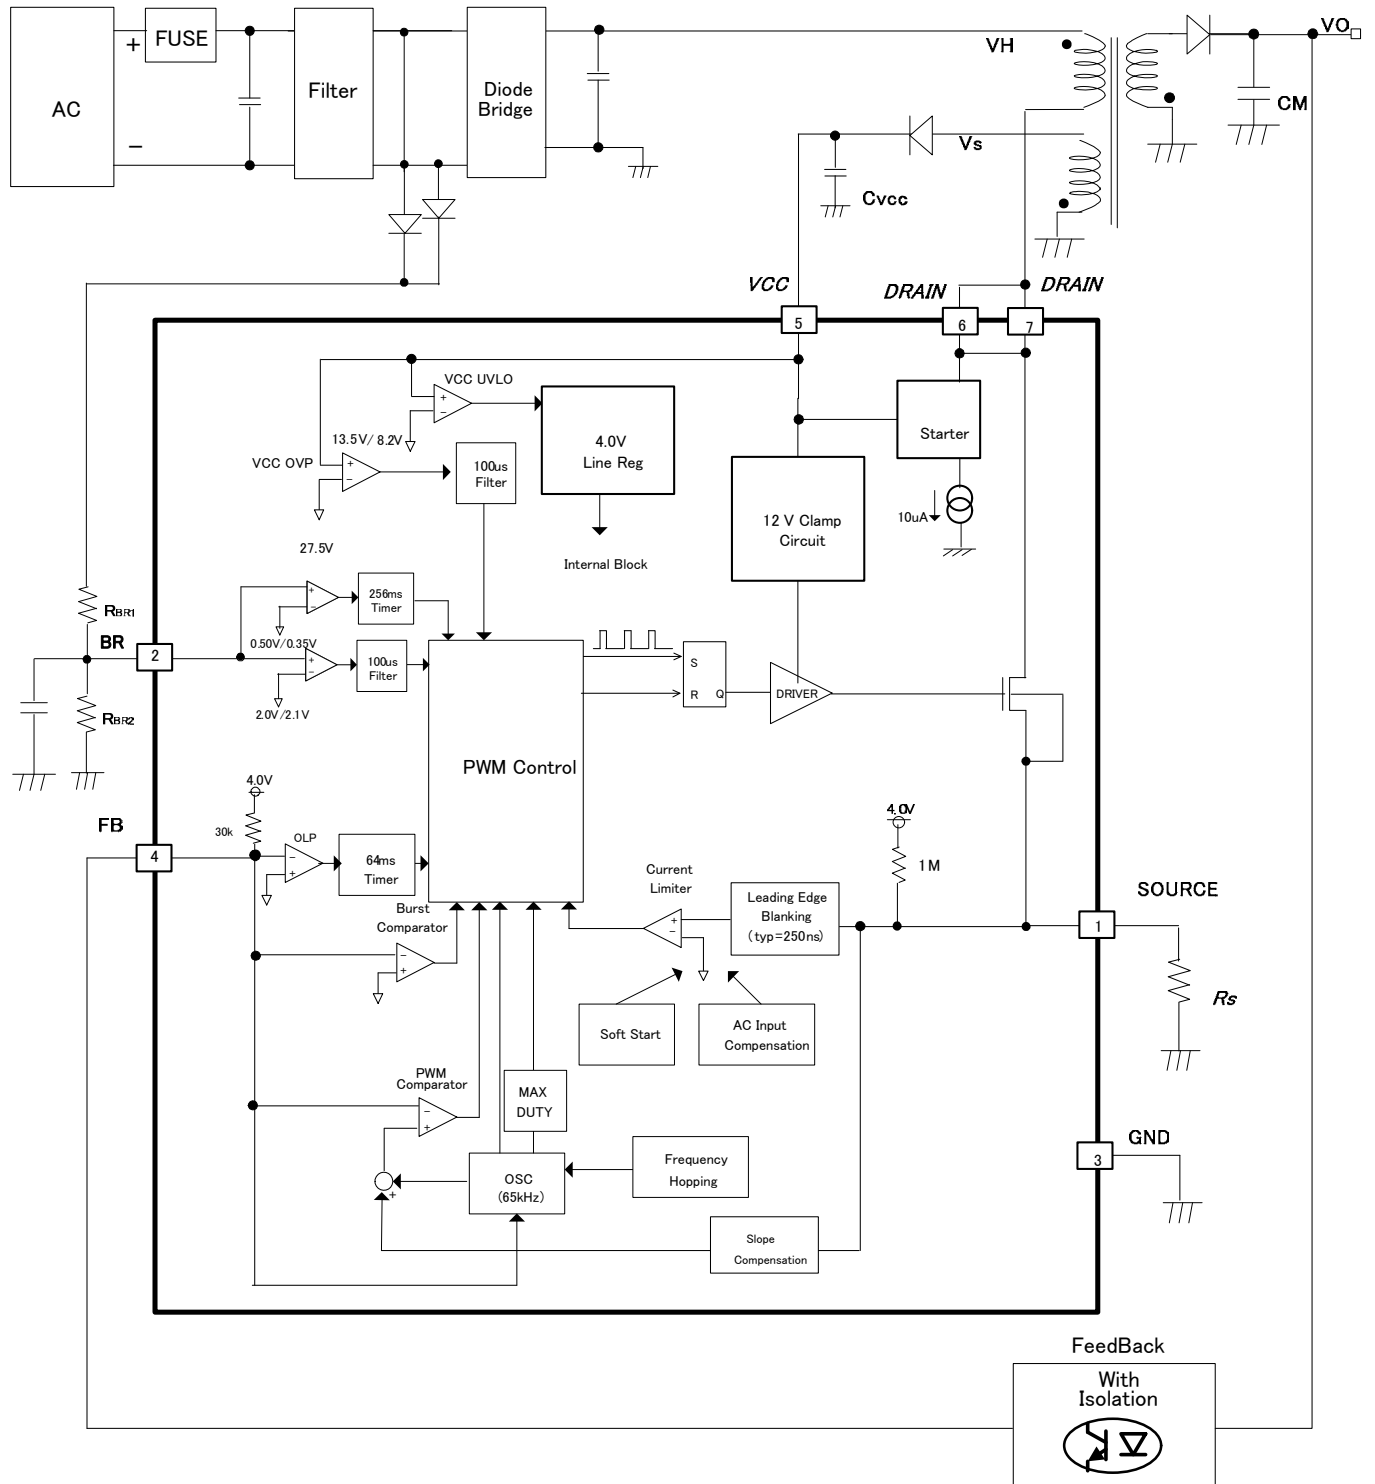 AC
+
−
FUSE
Filter
Diode
Bridge
VH
VO
CM
Vs
Cvcc
VCC
DRAIN
DRAIN
5
6
7
VCC UVLO
+
−
13.5V/8.2V
4.0V
Line Reg
Starter
VCC OVP
+
−
100us
Filter
27.5V
12 V Clamp
Circuit
10uA
Internal Block
RBR1
+
−
256ms
Timer
BR
2
0.50V/0.35V
+
−
100us
Filter
2.0V/2.1V
RBR2
S
R
Q
DRIVER
PWM Control
4.0V
30k
FB
4
OLP
−
+
64ms
Timer
4.0V
1M
Current
Limiter
+
−
Leading Edge
Blanking
(typ=250ns)
SOURCE
1
Rs
Burst
Comparator
−
+
Soft Start
AC Input
Compensation
PWM
Comparator
−
+
MAX
DUTY
GND
3
OSC
(65kHz)
Frequency
Hopping
+
Slope
Compensation
FeedBack
With
Isolation